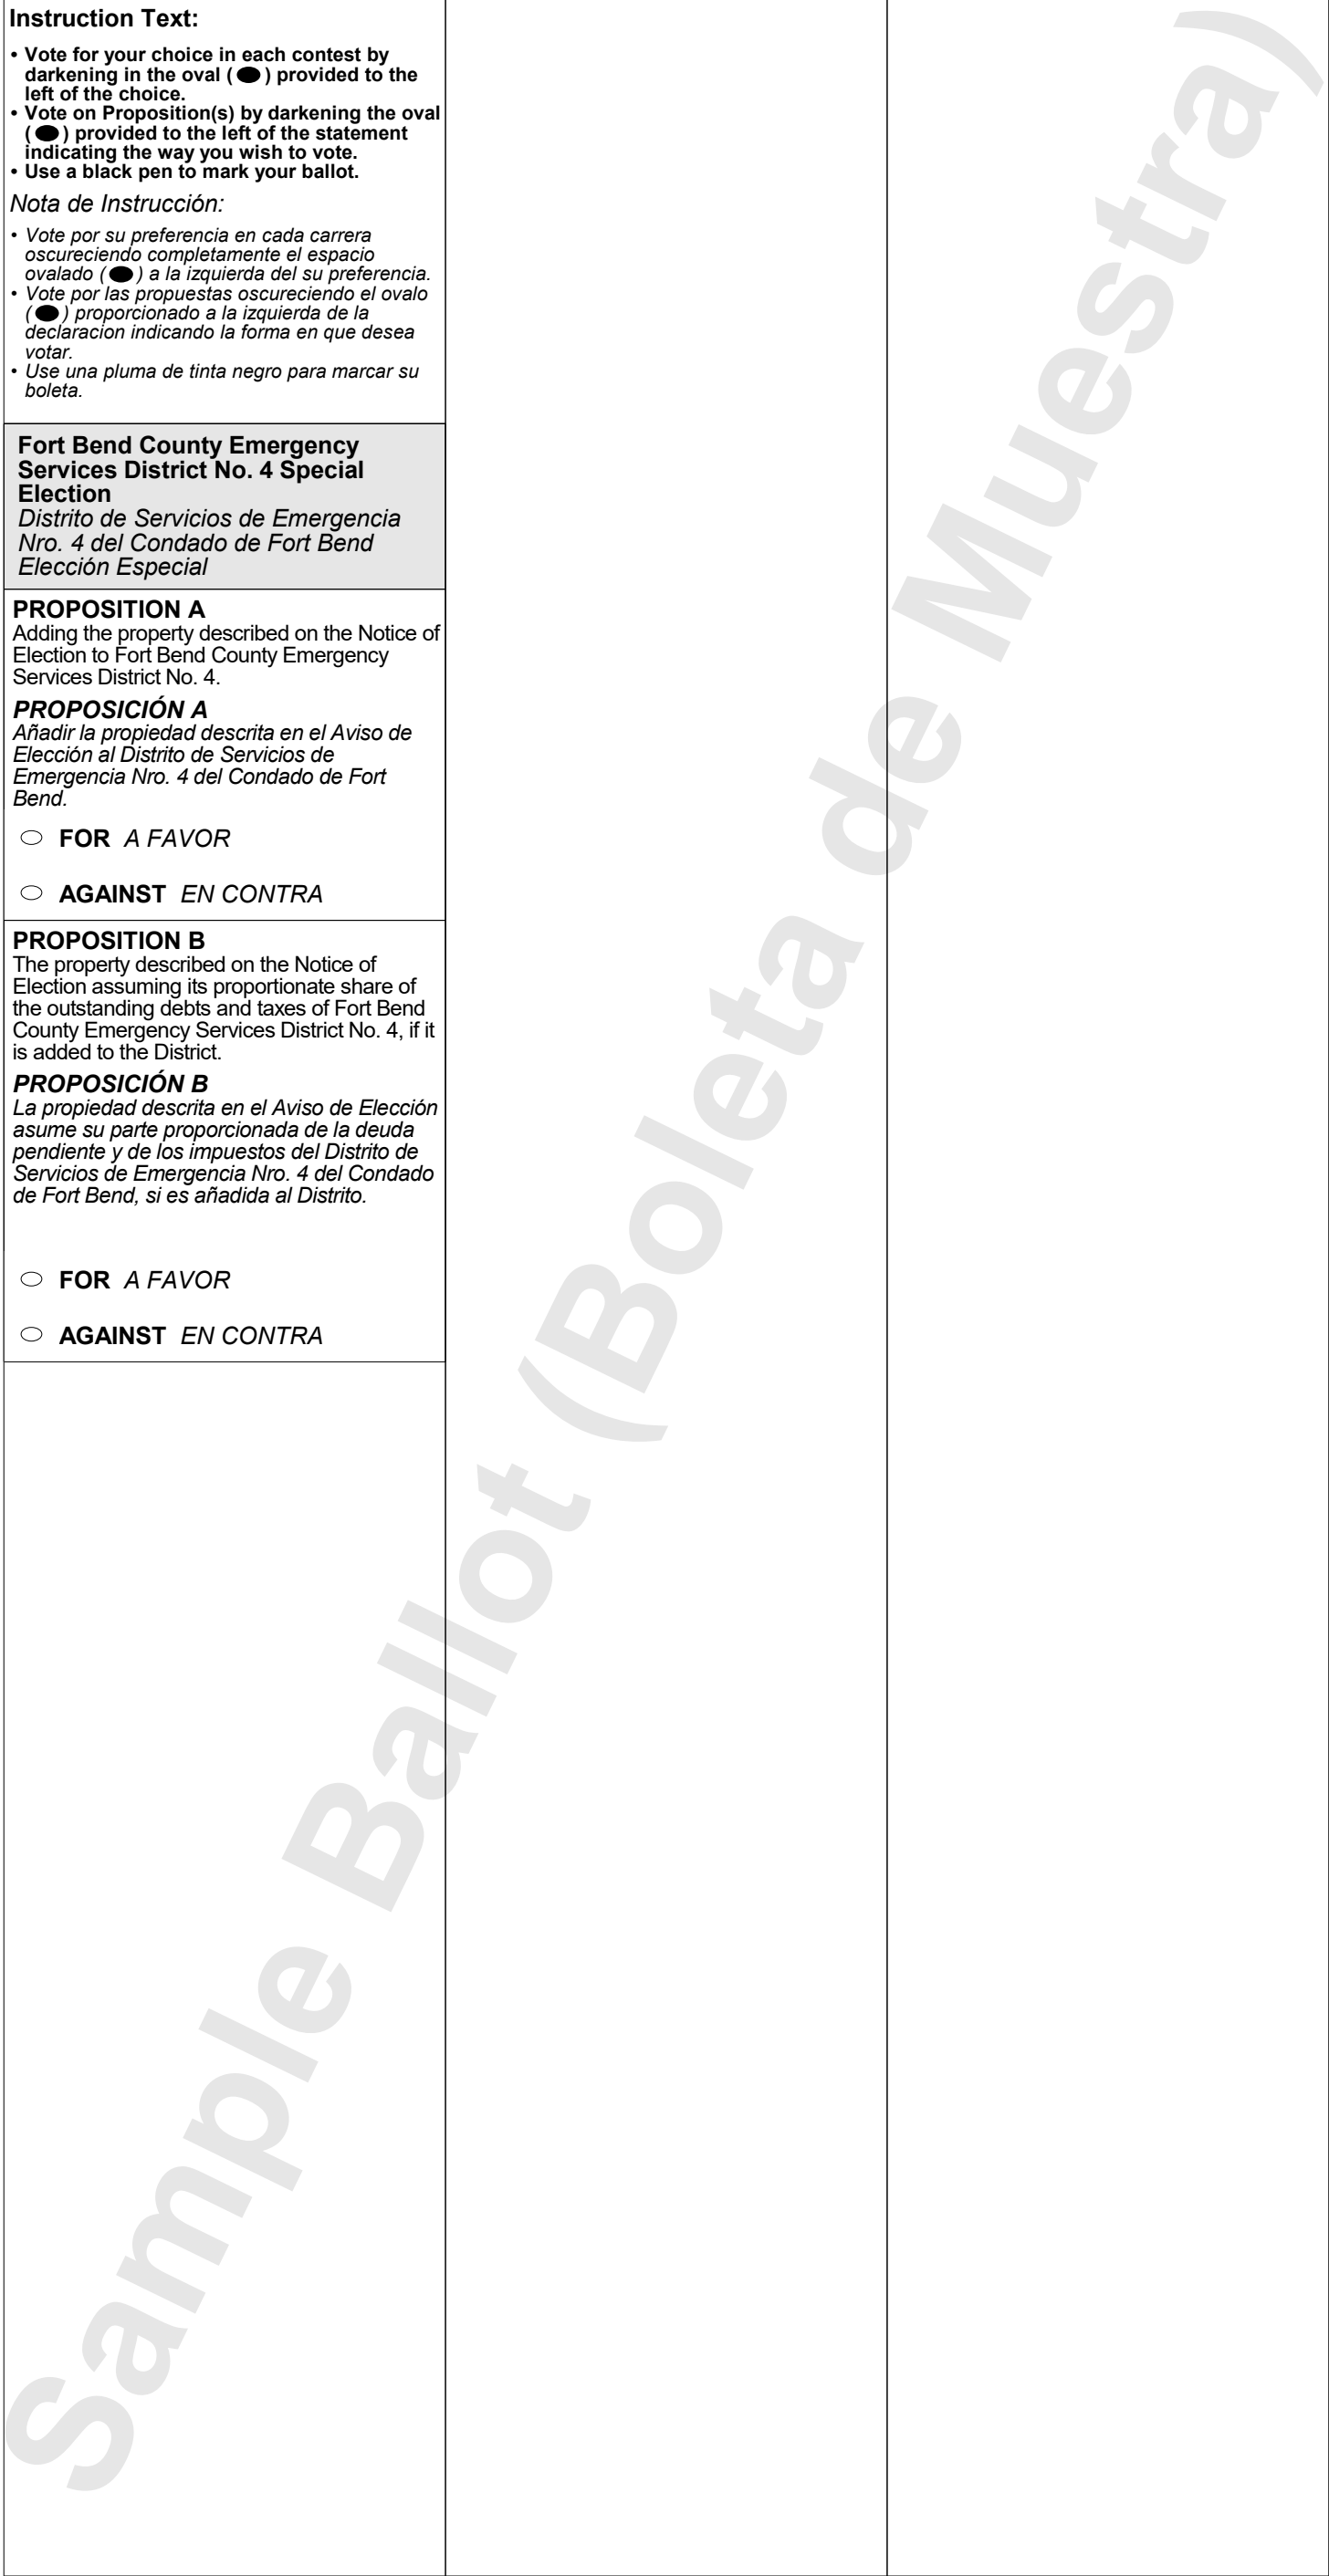 Instruction Text:
• Vote for your choice in each contest by
darkening in the oval ( ) provided to the
left of the choice.
• Vote on Proposition(s) by darkening the oval
( ) provided to the left of the statement
indicating the way you wish to vote.
• Use a black pen to mark your ballot.
Nota de Instrucción:
• Vote por su preferencia en cada carrera
oscureciendo completamente el espacio
ovalado ( ) a la izquierda del su preferencia.
• Vote por las propuestas oscureciendo el ovalo
( ) proporcionado a la izquierda de la
declaracion indicando la forma en que desea
votar.
• Use una pluma de tinta negro para marcar su
boleta.
Fort Bend County Emergency
Services District No. 4 Special
Election
Distrito de Servicios de Emergencia
Nro. 4 del Condado de Fort Bend
Elección Especial
PROPOSITION A
Adding the property described on the Notice of
Election to Fort Bend County Emergency
Services District No. 4.
PROPOSICIÓN A
Añadir la propiedad descrita en el Aviso de
Elección al Distrito de Servicios de
Emergencia Nro. 4 del Condado de Fort
Bend.
FOR A FAVOR
AGAINST EN CONTRA
PROPOSITION B
The property described on the Notice of
Election assuming its proportionate share of
the outstanding debts and taxes of Fort Bend
County Emergency Services District No. 4, if it
is added to the District.
PROPOSICIÓN B
La propiedad descrita en el Aviso de Elección
asume su parte proporcionada de la deuda
pendiente y de los impuestos del Distrito de
Servicios de Emergencia Nro. 4 del Condado
de Fort Bend, si es añadida al Distrito.
FOR A FAVOR
AGAINST EN CONTRA
Sample Ballot (Boleta de Muestra)